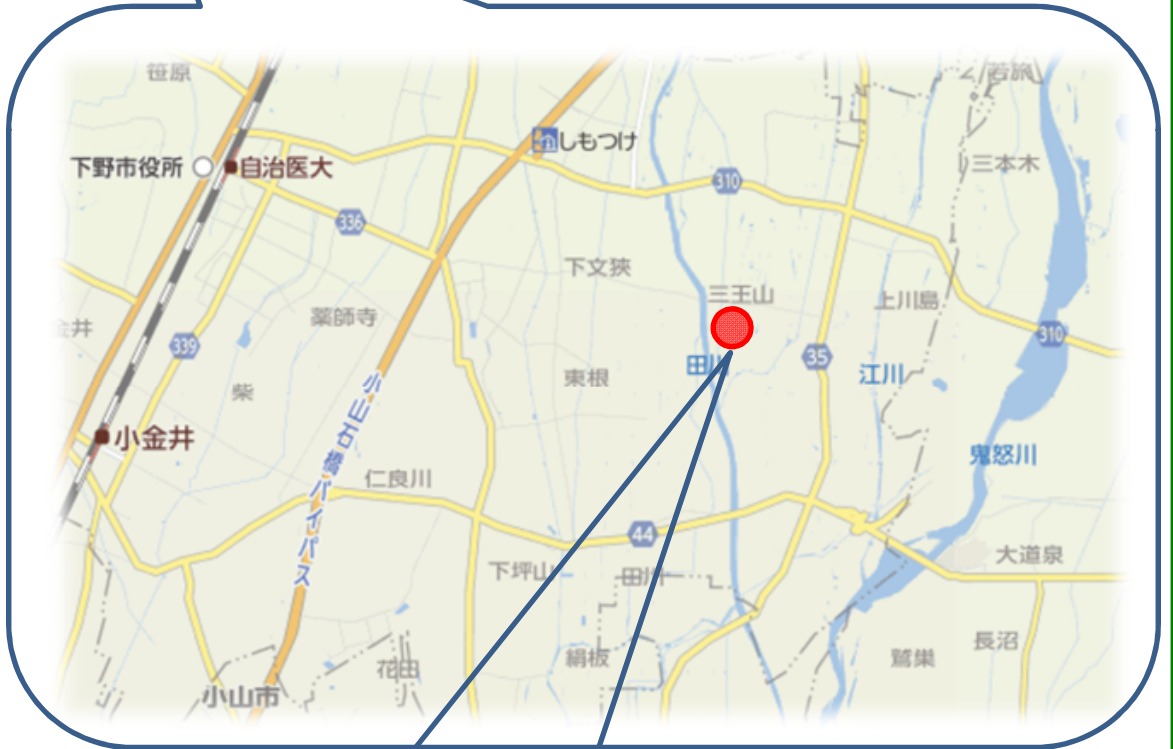 笹原
若旅
しもつけ
下野市役所
自治医大
三本木
310
336
下文狹
三王山
上川島
薬師寺
金井
310
339
35
田川
江川
東根
柴
小山石橋バイパス
小金井
鬼怒川
仁良川
44
大道泉
下坪山
田川
長沼
絹板
鷲巣
花田
小山市